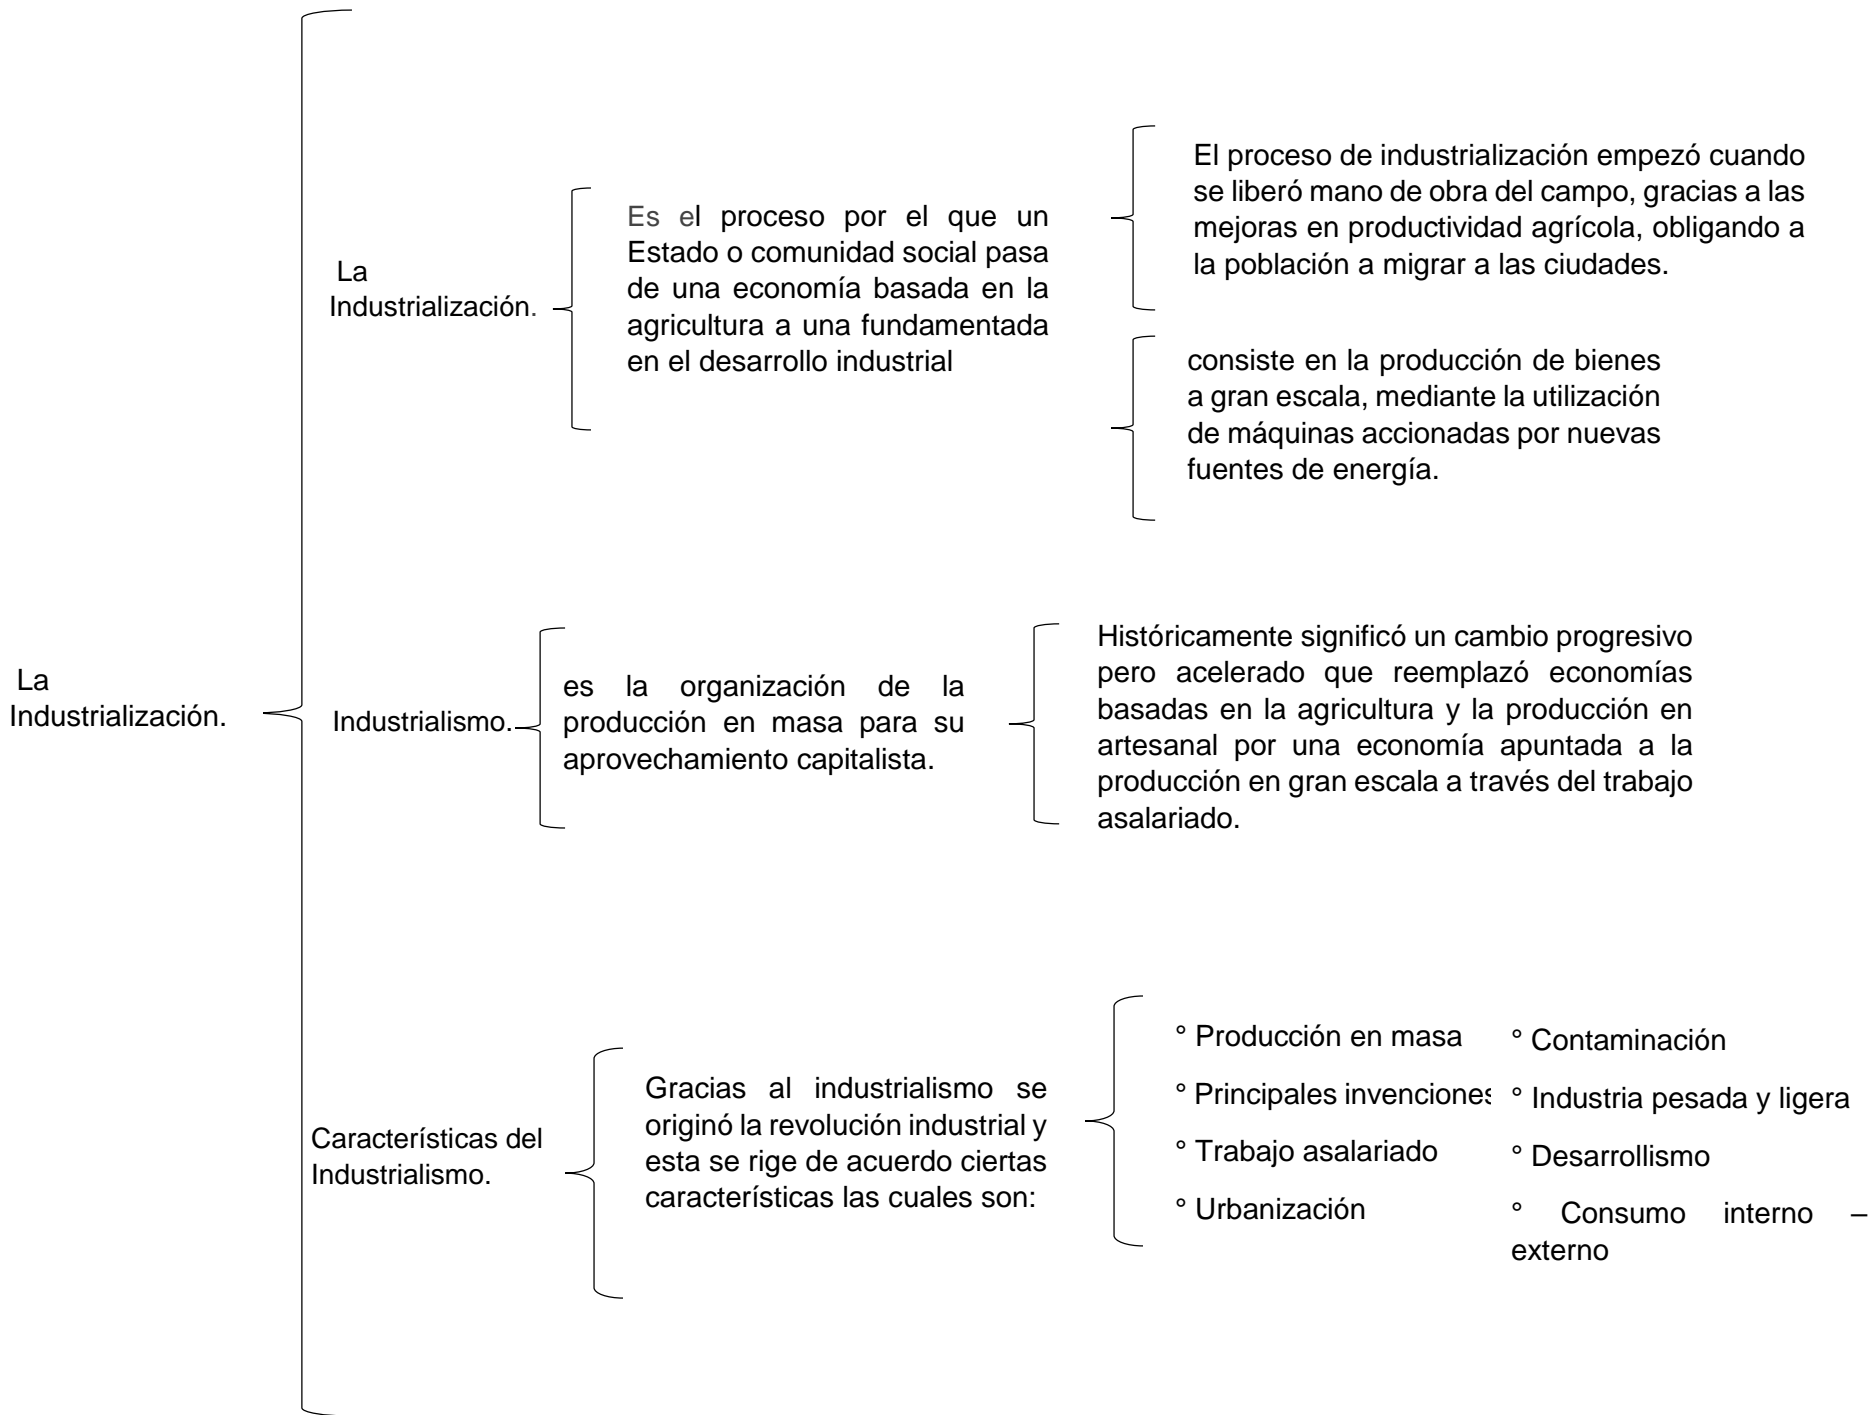 La
Industrialización.
La
Industrialización.
Es el proceso por el que un
Estado o comunidad social pasa
de una economía basada en la
agricultura a una fundamentada
en el desarrollo industrial
El proceso de industrialización empezó cuando
se liberó mano de obra del campo, gracias a las
mejoras en productividad agrícola, obligando a
la población a migrar a las ciudades.
consiste en la producción de bienes
a gran escala, mediante la utilización
de máquinas accionadas por nuevas
fuentes de energía.
Industrialismo.
es la organización de la
producción en masa para su
aprovechamiento capitalista.
Históricamente significó un cambio progresivo
pero acelerado que reemplazó economías
basadas en la agricultura y la producción en
artesanal por una economía apuntada a la
producción en gran escala a través del trabajo
asalariado.
Características del
Industrialismo.
Gracias al industrialismo se
originó la revolución industrial y
esta se rige de acuerdo ciertas
características las cuales son:
° Producción en masa
° Principales invenciones
° Trabajo asalariado
° Urbanización
° Contaminación
° Industria pesada y ligera
° Desarrollismo
° Consumo interno –
externo